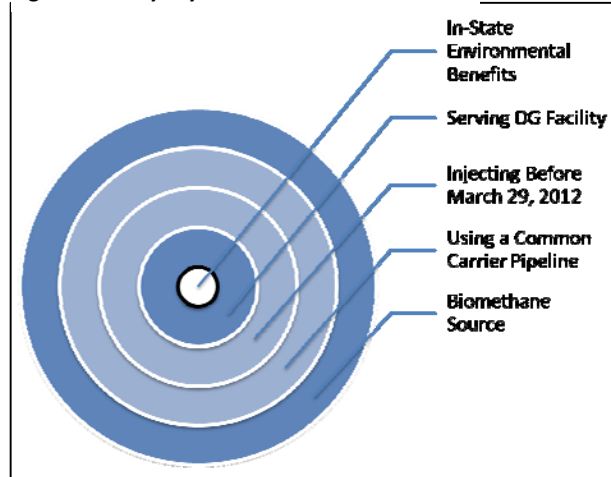 In-State
Environmental
Benefits
Serving DG Facility
Injecting Before
March 29, 2012
Using a Common
Carrier Pipeline
Biomethane
Source